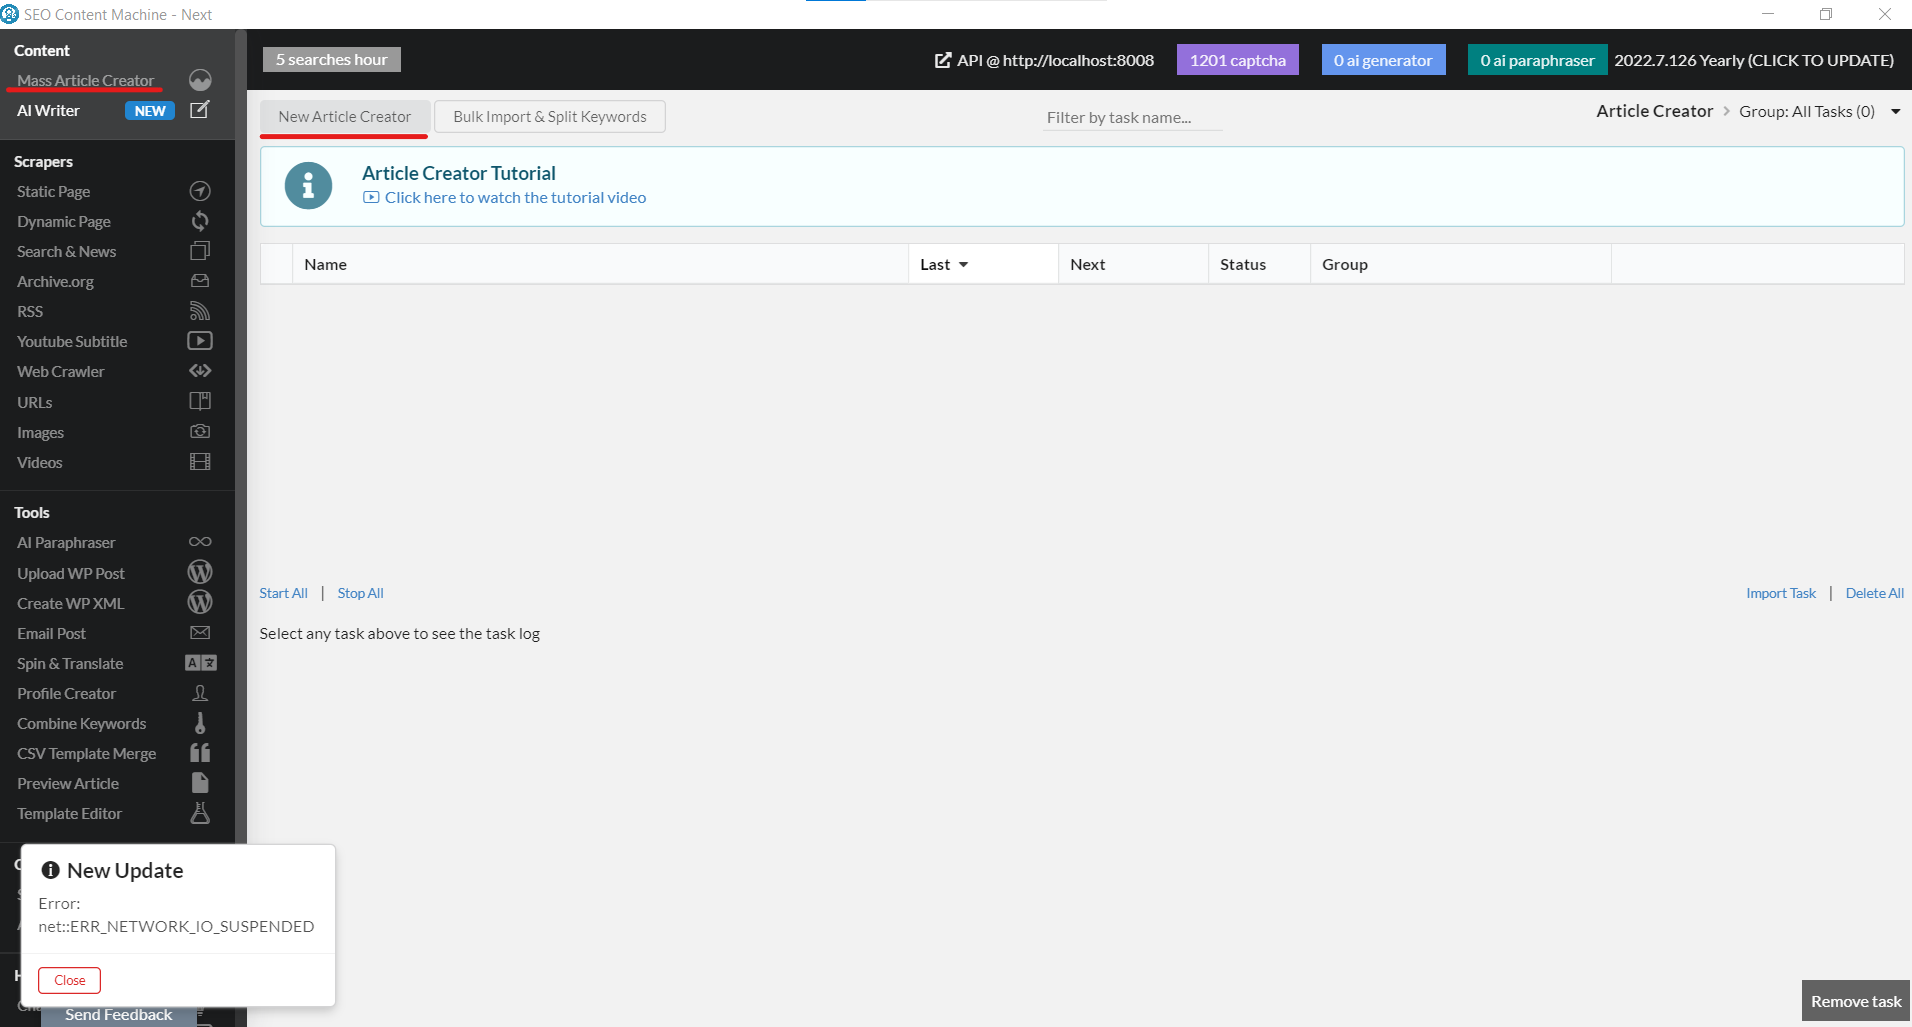 SEO Content Machine - Next
Content
Mass Article Creator
AI Writer NEW
Scrapers
Static Page
Dynamic Page
Search & News
Archive.org
RSS
Youtube Subtitle
Web Crawler
URLs
Images
Videos
Tools
AI Paraphraser
Upload WP Post
Create WP XML
Email Post
Spin & Translate
Profile Creator
Combine Keywords
CSV Template Merge
Preview Article
Template Editor
New Update
Error:
net::ERR_NETWORK_IO_SUSPENDED
Close
Send Feedback
5 searches hour
API @ http://localhost:8008
1201 captcha
0 ai generator
0 ai paraphraser
2022.7.126 Yearly (CLICK TO UPDATE)
New Article Creator
Bulk Import & Split Keywords
Filter by task name...
Article Creator > Group: All Tasks (0)
Article Creator Tutorial
Click here to watch the tutorial video
Name Last Next Status Group
Start All | Stop All
Import Task | Delete All
Select any task above to see the task log
Remove task